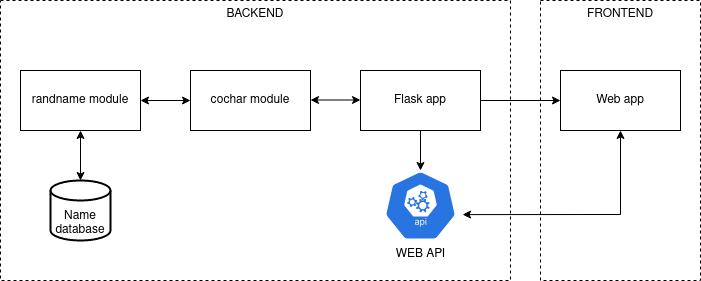 BACKEND
FRONTEND
randname module
cochar module
Flask app
Web app
Name
database
api
WEB API